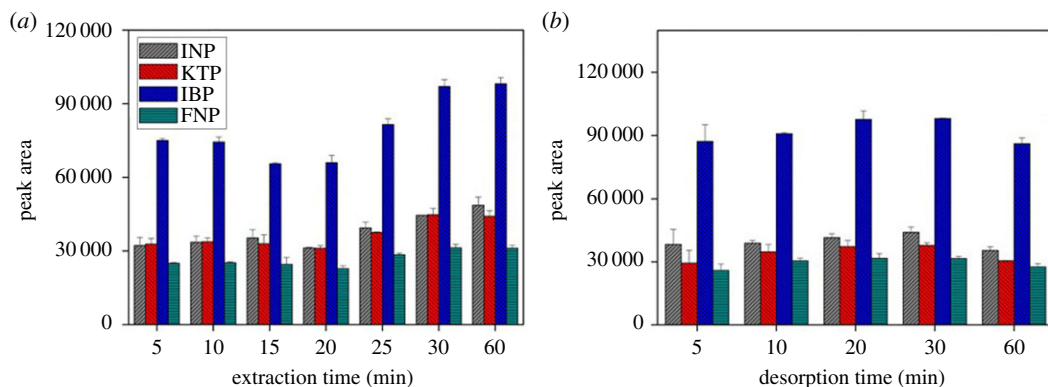 (a)
120 000
90 000
60 000
30 000
0
peak area
INP
KTP
IBP
FNP
5 10 15 20 25 30 60
extraction time (min)
(b)
120 000
90 000
60 000
30 000
0
peak area
5 10 20 30 60
desorption time (min)